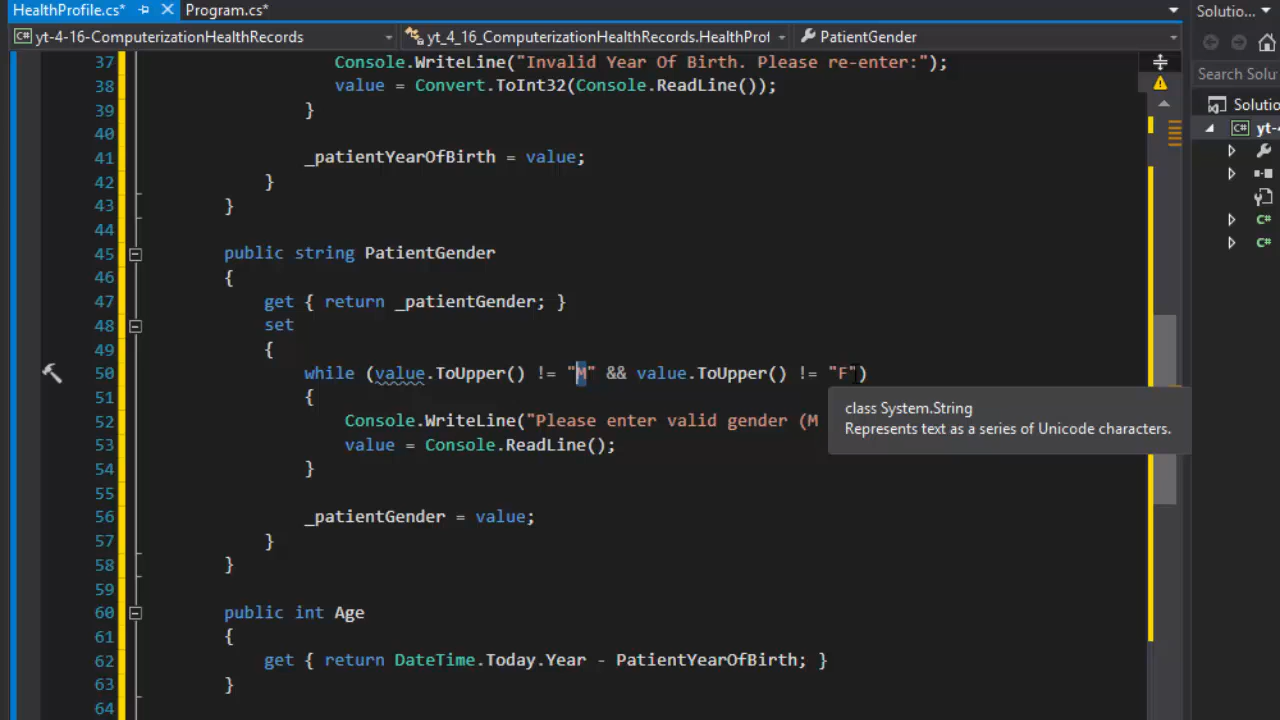 HealthProfile.cs* Program.cs* Solutio...
yt-4-16-ComputerizationHealthRecords yt_4_16_ComputerizationHealthRecords.HealthProf PatientGender
Search Solu
Solutio
yt-4
37 Console.WriteLine("Invalid Year Of Birth. Please re-enter:");
38 value = Convert.ToInt32(Console.ReadLine());
39 }
40
41 _patientYearOfBirth = value;
42 }
43 }
44
45 public string PatientGender
46 {
47 get { return _patientGender; }
48 set
49 {
50 while (value.ToUpper() != "M" && value.ToUpper() != "F")
51 {
class System.String
Represents text as a series of Unicode characters.
52 Console.WriteLine("Please enter valid gender (M
53 value = Console.ReadLine();
54 }
55
56 _patientGender = value;
57 }
58 }
59
60 public int Age
61 {
62 get { return DateTime.Today.Year - PatientYearOfBirth; }
63 }
64